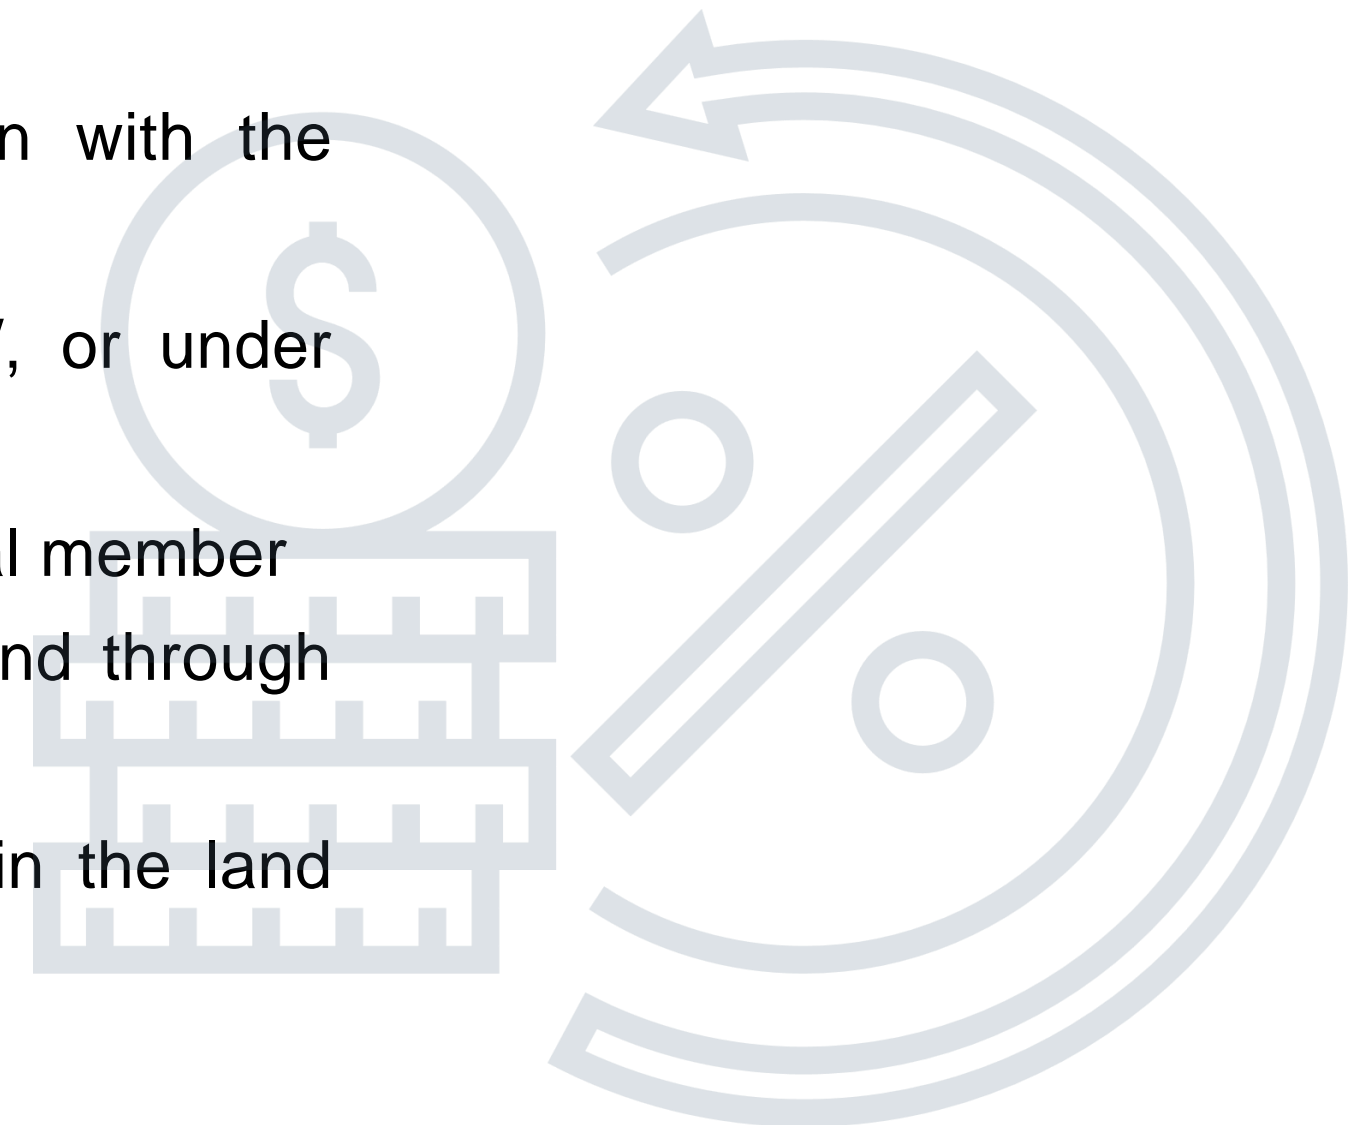 n with the
, or under
l member
nd through
in the land
$
%